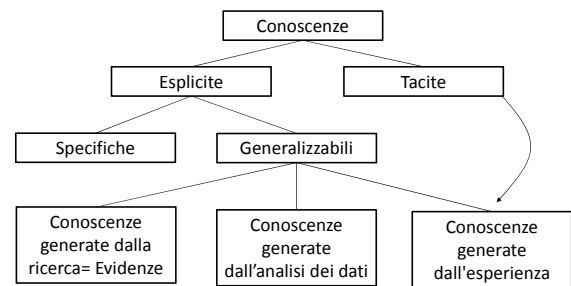 Conoscenze
Esplicite
Tacite
Specifiche
Generalizzabili
Conoscenze
generate dalla
ricerca= Evidenze
Conoscenze
generate
dall’analisi dei dati
Conoscenze
generate
dall'esperienza